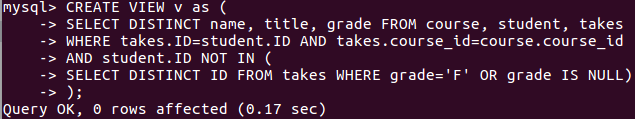 mysql> CREATE VIEW v as (
    -> SELECT DISTINCT name, title, grade FROM course, student, takes
    -> WHERE takes.ID=student.ID AND takes.course_id=course.course_id
    -> AND student.ID NOT IN (
    -> SELECT DISTINCT ID FROM takes WHERE grade='F' OR grade IS NULL)
    -> );
Query OK, 0 rows affected (0.17 sec)